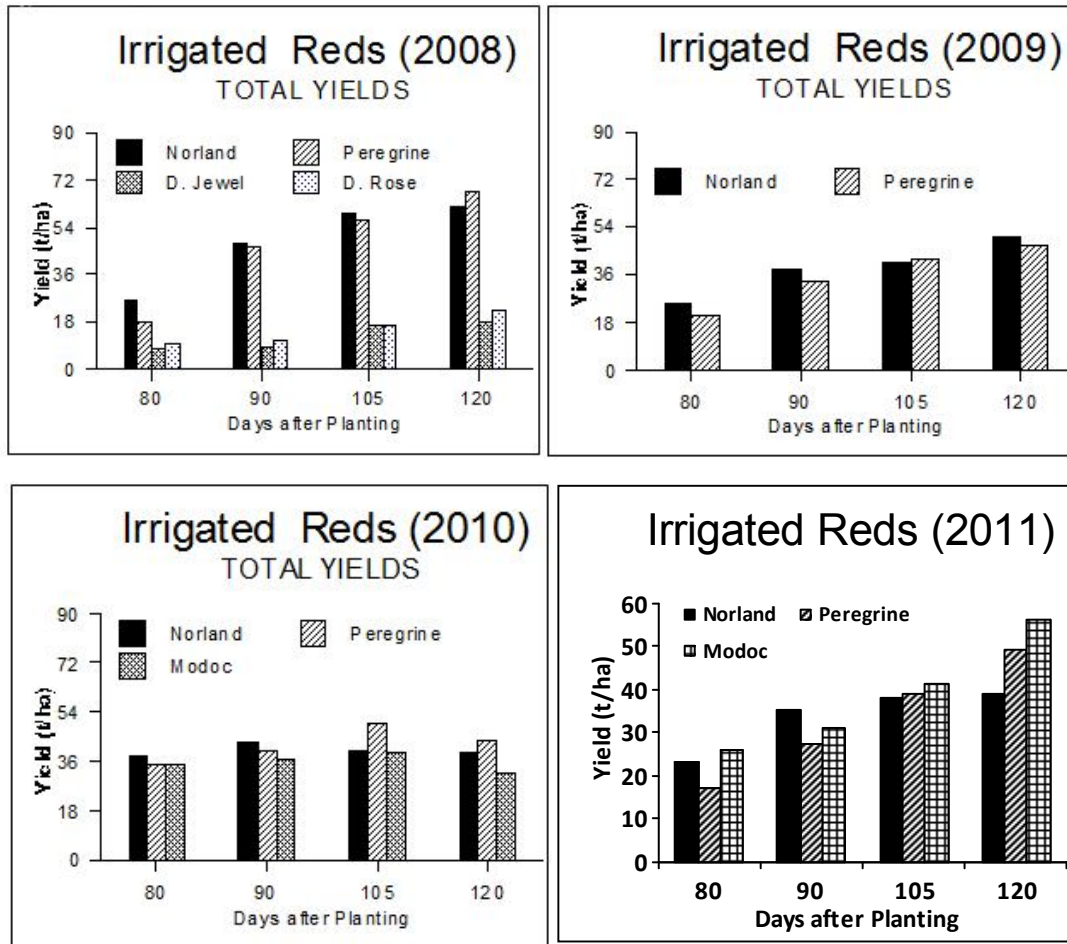 Irrigated Reds (2008)
TOTAL YIELDS
90
72
54
36
18
0
Yield (t/ha)
Norland
Peregrine
D. Jewel
D. Rose
80 90 105 120
Days after Planting
Irrigated Reds (2009)
TOTAL YIELDS
90
72
54
36
18
0
Yield (t/ha)
Norland
Peregrine
80 90 105 120
Days after Planting
Irrigated Reds (2010)
TOTAL YIELDS
90
72
54
36
18
0
Yield (t/ha)
Norland
Peregrine
Modoc
80 90 105 120
Days after Planting
Irrigated Reds (2011)
60
50
40
30
20
10
0
Yield (t/ha)
Norland
Peregrine
Modoc
80 90 105 120
Days after Planting